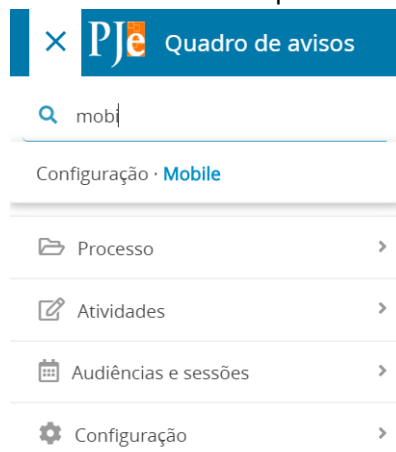 PJe Quadro de avisos
mobi
Configuração · Mobile
Processo
Atividades
Audiências e sessões
Configuração